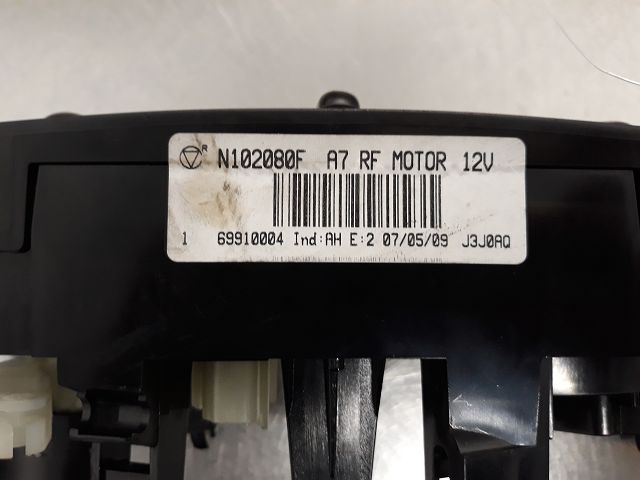 R N102080F A7 RF MOTOR 12V
1 69910004 Ind:AH E:2 07/05/09 J3J0AQ